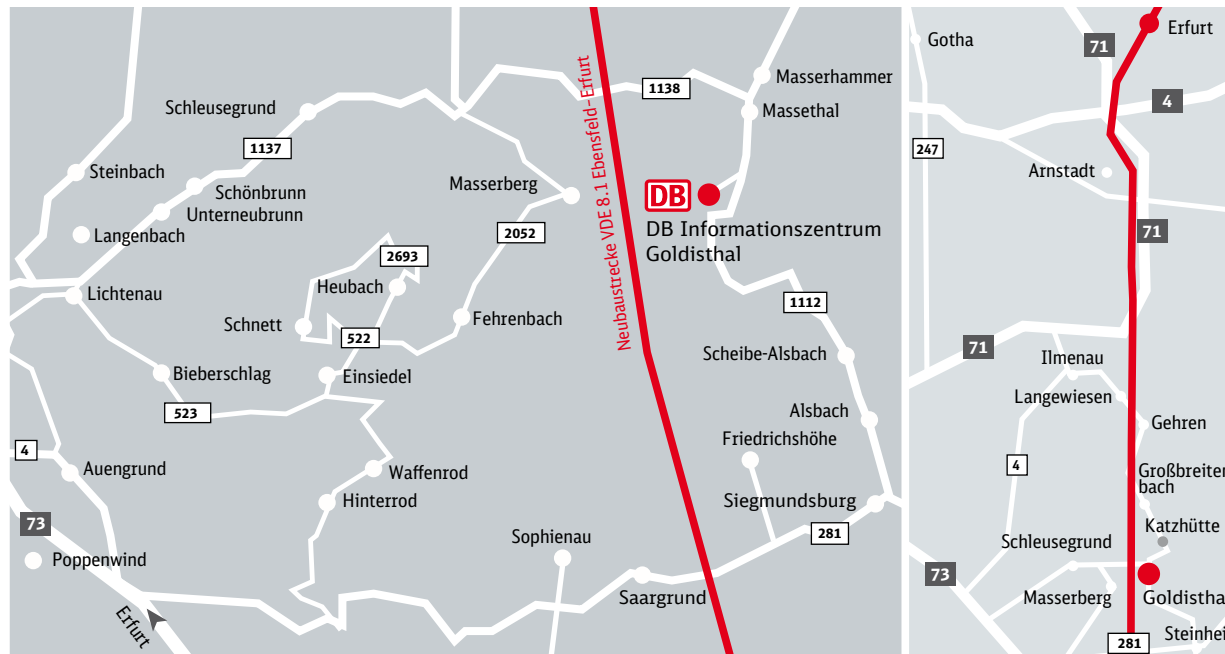 Masserhammer
1138
Massethal
Schleusegrund
1137
Steinbach
Schönbrunn
Masserberg
DB
Unterneubrunn
Langenbach
2052
DB Informationszentrum
Goldisthal
2693
Neubaustrecke VDE 8.1 Ebensfeld-Erfurt
Lichtenau
Heubach
1112
Schnett
Fehrenbach
522
Scheibe-Alsbach
Bieberschlag
Einsiedel
523
Alsbach
Friedrichshöhe
4
Auengrund
Waffenrod
Hinterrod
Siegmundsburg
73
281
Sophienau
Poppenwind
Saargrund
Erfurt
Erfurt
Gotha
71
4
247
Arnstadt
71
71
Ilmenau
Langewiesen
Gehren
4
Großbreiten
bach
Katzhütte
Schleusegrund
73
Masserberg
Goldistha
Steinhei
281